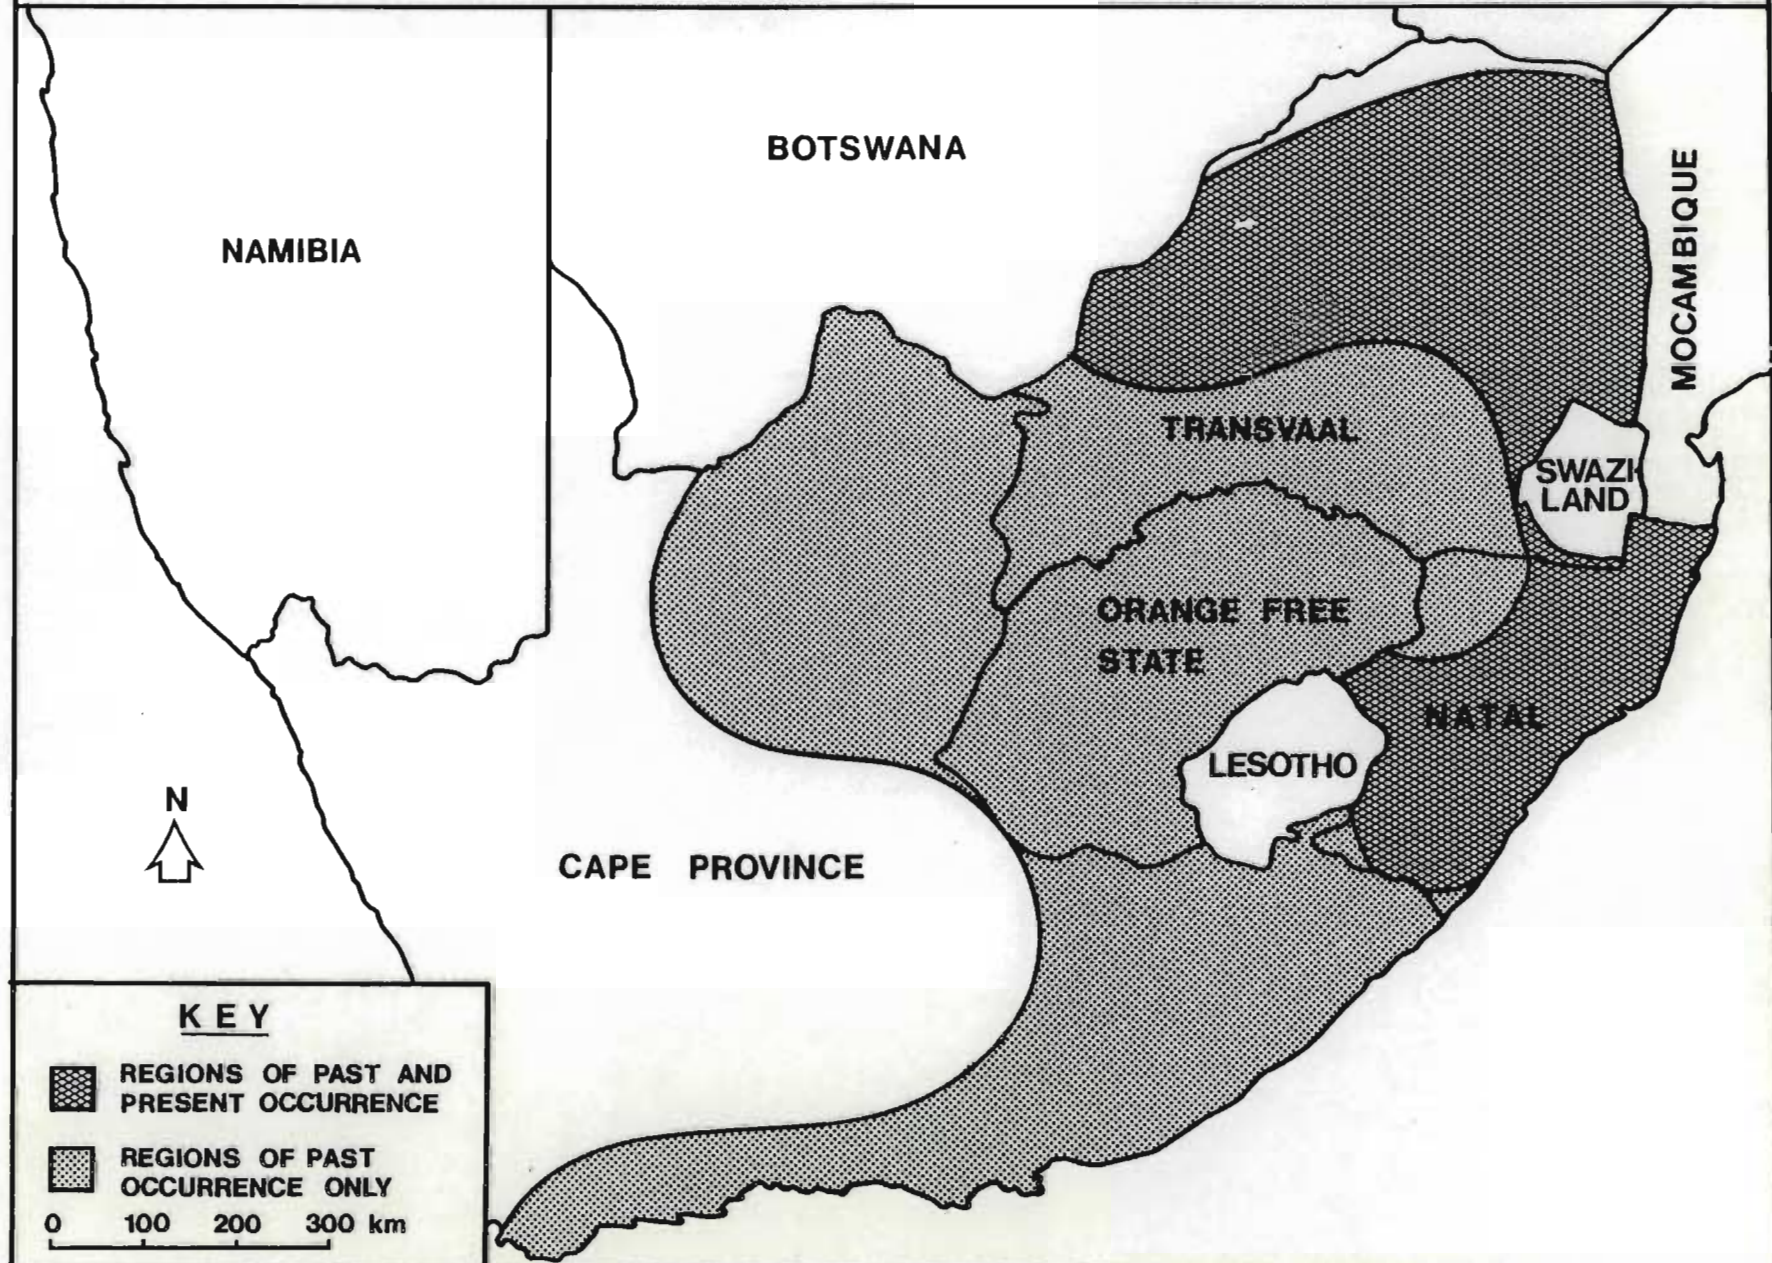 BOTSWANA
NAMIBIA
MOCAMBIQUE
TRANSVAAL
SWAZI-
LAND
ORANGE FREE
STATE
NATAL
LESOTHO
N
CAPE PROVINCE
KEY
REGIONS OF PAST AND
PRESENT OCCURRENCE
REGIONS OF PAST
OCCURRENCE ONLY
0 100 200 300 km